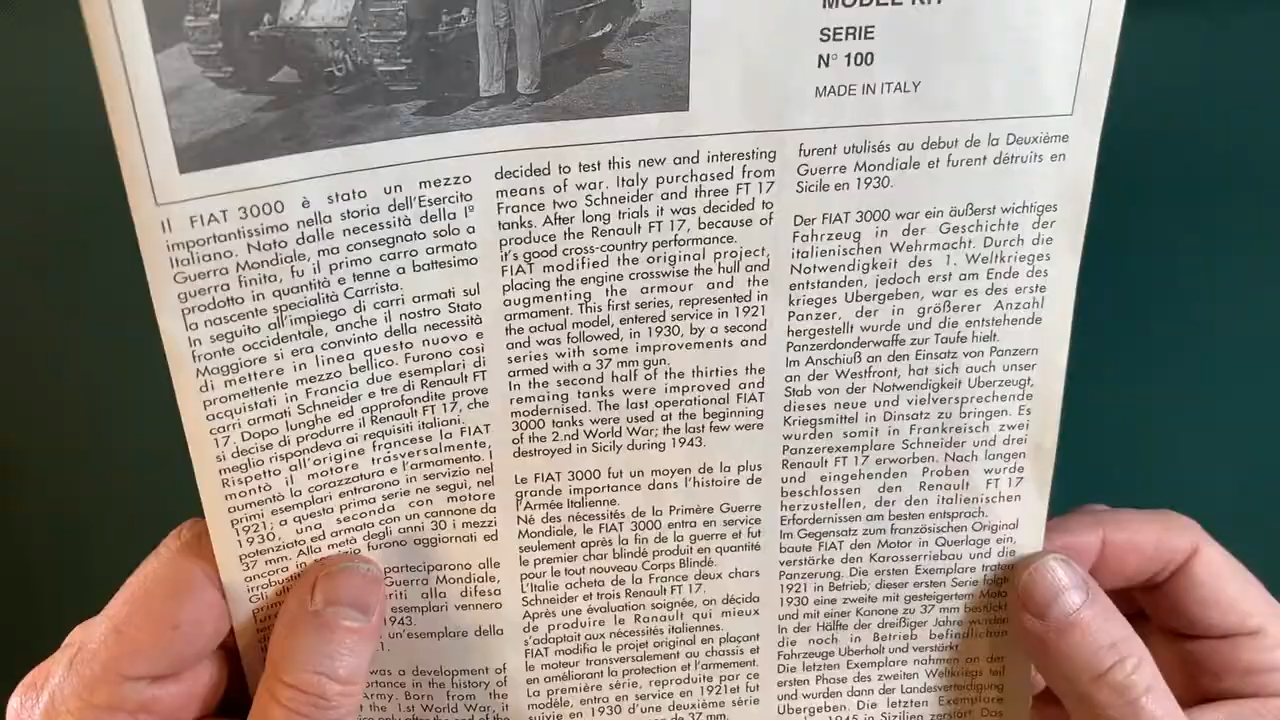 MODEL KIT
SERIE
N° 100
MADE IN ITALY
Il FIAT 3000 è stato un mezzo
importantissimo nella storia dell'Esercito
Italiano. Nato dalle necessità della Iº
Guerra Mondiale, ma consegnato solo a
guerra finita, fu il primo carro armato
prodotto in quantità e tenne a battesimo
la nascente specialità Carrista.
In seguito all'impiego di carri armati sul
fronte occidentale, anche il nostro Stato
Maggiore si era convinto della necessità
di mettere in linea questo nuovo e
promettente mezzo bellico. Furono così
acquistati in Francia due esemplari di
carri armati Schneider e tre di Renault FT
17. Dopo lunghe ed approfondite prove
si decise di produrre il Renault FT 17, che
meglio rispondeva ai requisiti italiani.
Rispetto all'origine francese la FIAT
montò il motore trasversalmente,
aumentò la corazzatura e l'armamento. I
primi esemplari entrarono in servizio nel
1921; a questa prima serie ne seguì, nel
1930, una seconda con motore
potenziato ed armata con un cannone da
37 mm. Alla metà degli anni 30 i mezzi
ancora in furono aggiornati ed
parteciparono alle
Guerra Mondiale,
alla difesa
esemplari vennero
1943.
un'esemplare della
was a development of
in the history of
Army. Born from the
the 1.st World War, it
decided to test this new and interesting
means of war. Italy purchased from
France two Schneider and three FT 17
tanks. After long trials it was decided to
produce the Renault FT 17, because of
it's good cross-country performance.
FIAT modified the original project,
placing the engine crosswise the hull and
augmenting the armour and the
armament. This first series, represented in
the actual model, entered service in 1921
and was followed, in 1930, by a second
series with some improvements and
armed with a 37 mm gun.
In the second half of the thirties the
remaing tanks were improved and
modernised. The last operational FIAT
3000 tanks were used at the beginning
of the 2.nd World War; the last few were
destroyed in Sicily during 1943.
Le FIAT 3000 fut un moyen de la plus
grande importance dans l'histoire de
l'Armée Italienne.
Né des nécessités de la Primère Guerre
Mondiale, le FIAT 3000 entra en service
seulement après la fin de la guerre et fut
le premier char blindé produit en quantité
pour le tout nouveau Corps Blindé.
L'Italie acheta de la France deux chars
Schneider et trois Renault FT 17.
Après une évaluation soignée, on décida
de produire le Ranault qui mieux
s'adaptait aux nécessités italiennes.
FIAT modifia le projet original en plaçant
le moteur transversalement au chassis et
en améliorant la protection et l'armement.
La première série, reproduite par ce
modèle, entra en service en 1921et fut
suivie en 1930 d'une deuxième série
de 37 mm.
furent utulisés au debut de la Deuxième
Guerre Mondiale et furent détruits en
Sicile en 1930.
Der FIAT 3000 war ein äußerst wichtiges
Fahrzeug in der Geschichte der
italienischen Wehrmacht. Durch die
Notwendigkeit des 1. Weltkrieges
entstanden, jedoch erst am Ende des
krieges Ubergeben, war es des erste
Panzer, der in größerer Anzahl
hergestellt wurde und die entstehende
Panzerdonderwaffe zur Taufe hielt.
Im Anschiuß an den Einsatz von Panzern
an der Westfront, hat sich auch unser
Stab von der Notwendigkeit Uberzeugt,
dieses neue und vielversprechende
Kriegsmittel in Dinsatz zu bringen. Es
wurden somit in Frankreisch zwei
Panzerexemplare Schneider und drei
Renault FT 17 erworben. Nach langen
und eingehenden Proben wurde
beschlossen den Renault FT 17
herzustellen, der den italienischen
Erfordernissen am besten entsprach.
Im Gegensatz zum französischen Original
baute FIAT den Motor in Querlage ein,
verstärke den Karosseriebau und die
Panzerung. Die ersten Exemplare traten
1921 in Betrieb; dieser ersten Serie folgte
1930 eine zweite mit gesteigertem Moto
und mit einer Kanone zu 37 mm bestückt
In der Hälfte der dreißiger Jahre wurden
die noch in Betrieb befindlichen
Fahrzeuge Uberholt und verstärkt.
Die letzten Exemplare nahmen an der
ersten Phase des zweiten Weltkriegs teil
und wurden dann der Landesverteidigung
Ubergeben. Die letzten Exemplare
1945 in Sizilien zerstört. Das